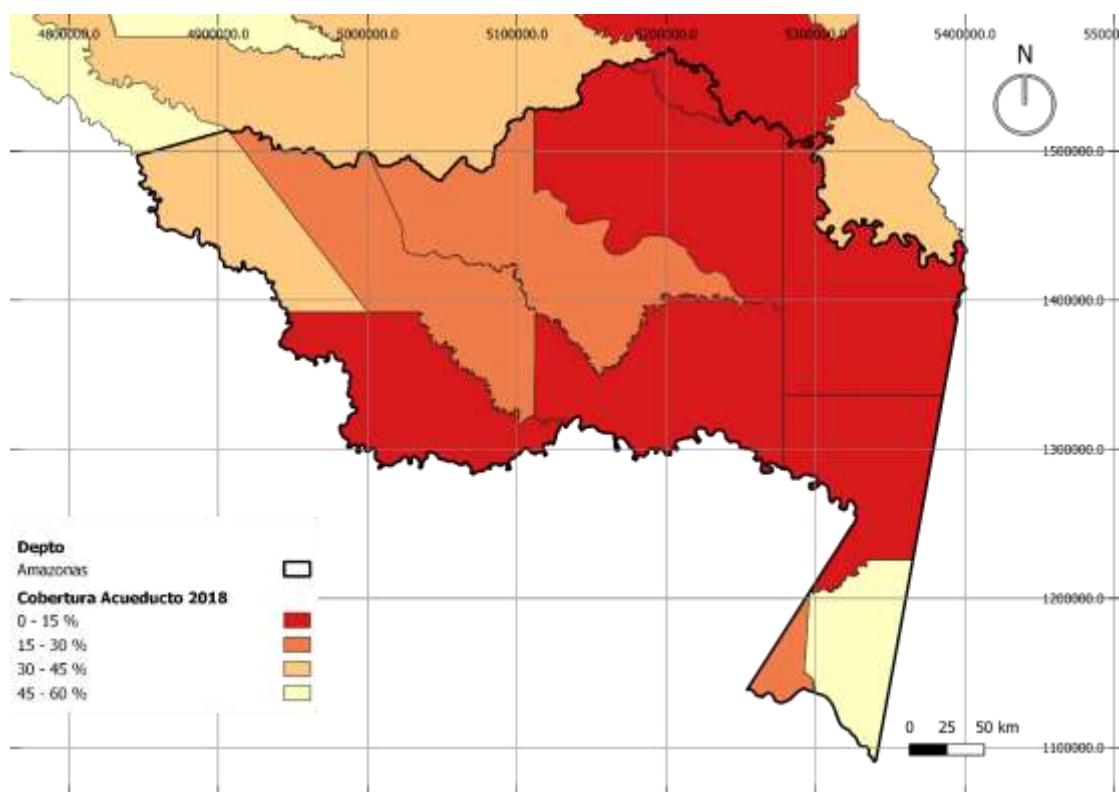 4800000.0 4900000.0 5000000.0 5100000.0 5200000.0 5300000.0 5400000.0 55000
N
1500000.0
1400000.0
1300000.0
Depto
Amazonas
Cobertura Acueducto 2018
0 - 15 %
15 - 30 %
30 - 45 %
45 - 60 %
1200000.0
0 25 50 km
1100000.0